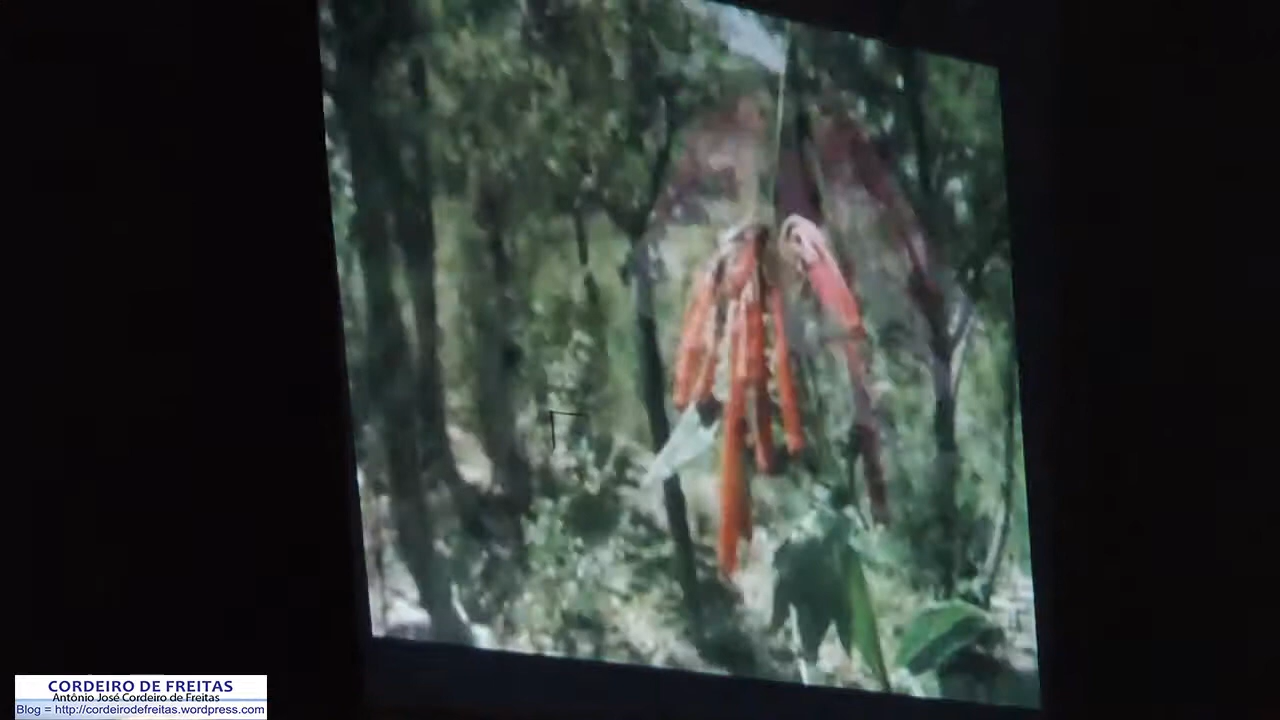 CORDEIRO DE FREITAS
Antônio José Cordeiro de Freitas
Blog = http://cordeirodefreitas.wordpress.com